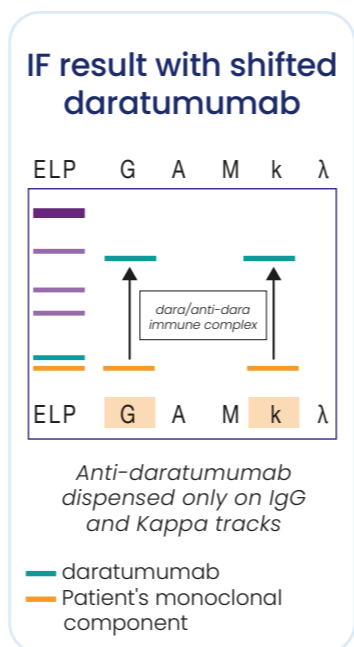 IF result with shifted
daratumumab
ELP G A M k λ
dara/anti-dara
immune complex
ELP G A M k λ
Anti-daratumumab
dispensed only on IgG
and Kappa tracks
daratumumab
Patient's monoclonal
component